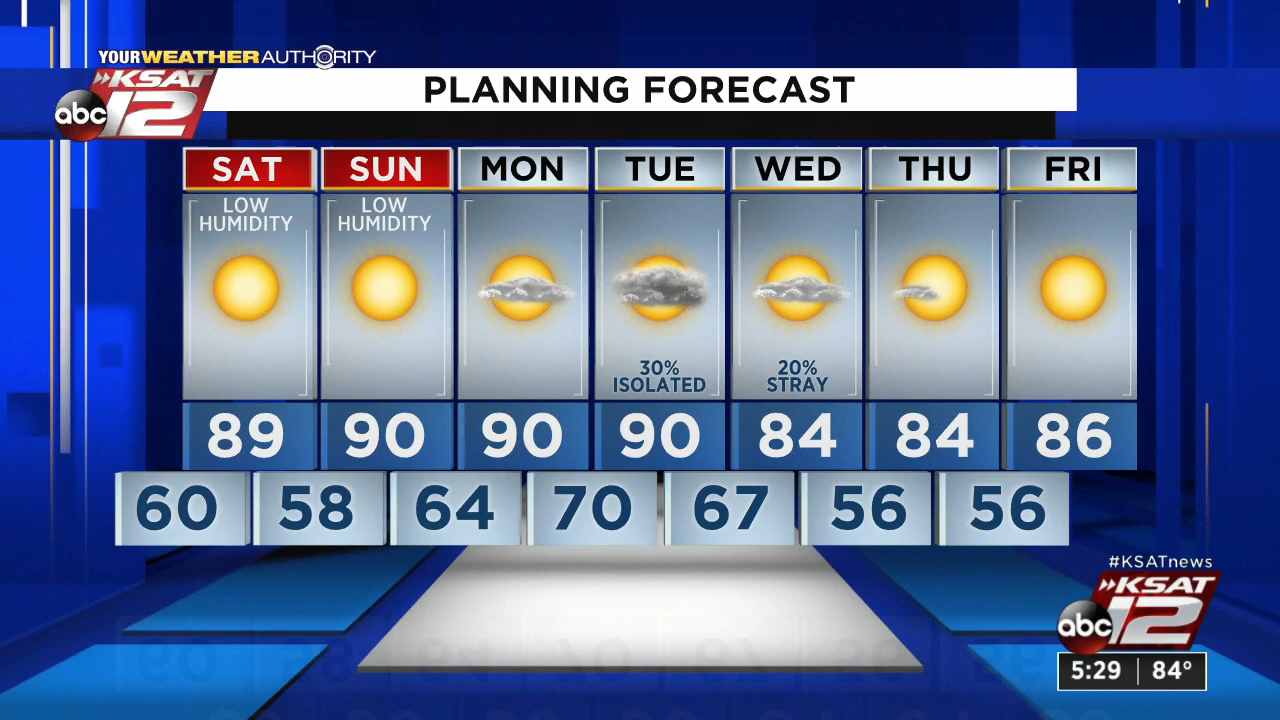 YOURWEATHERAUTHORITY
KSAT
abc 12
PLANNING FORECAST
SAT SUN MON TUE WED THU FRI
LOW HUMIDITY LOW HUMIDITY
30% ISOLATED 20% STRAY
89 90 90 90 84 84 86
60 58 64 70 67 56 56
#KSATnews
KSAT
abc 12
5:29 84°